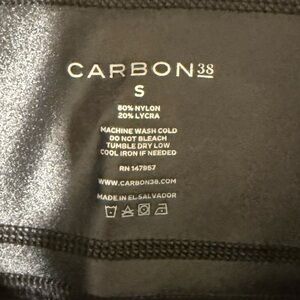 CARBON38
S
80% NYLON
20% LYCRA
MACHINE WASH COLD
DO NOT BLEACH
TUMBLE DRY LOW
COOL IRON IF NEEDED
RN 147957
WWW.CARBON38.COM
MADE IN EL SALVADOR